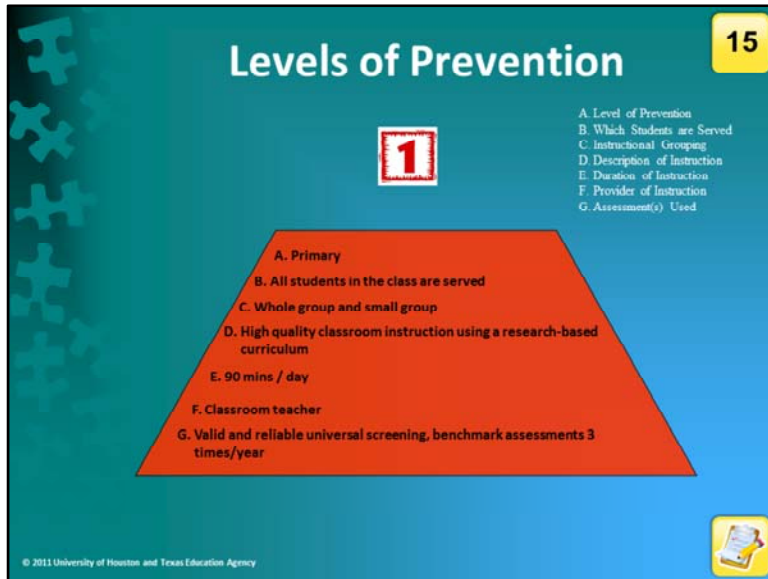 Levels of Prevention
15
1
A. Level of Prevention
B. Which Students are Served
C. Instructional Grouping
D. Description of Instruction
E. Duration of Instruction
F. Provider of Instruction
G. Assessment(s) Used
A. Primary
B. All students in the class are served
C. Whole group and small group
D. High quality classroom instruction using a research-based
curriculum
E. 90 mins / day
F. Classroom teacher
G. Valid and reliable universal screening, benchmark assessments 3
times/year
© 2011 University of Houston and Texas Education Agency